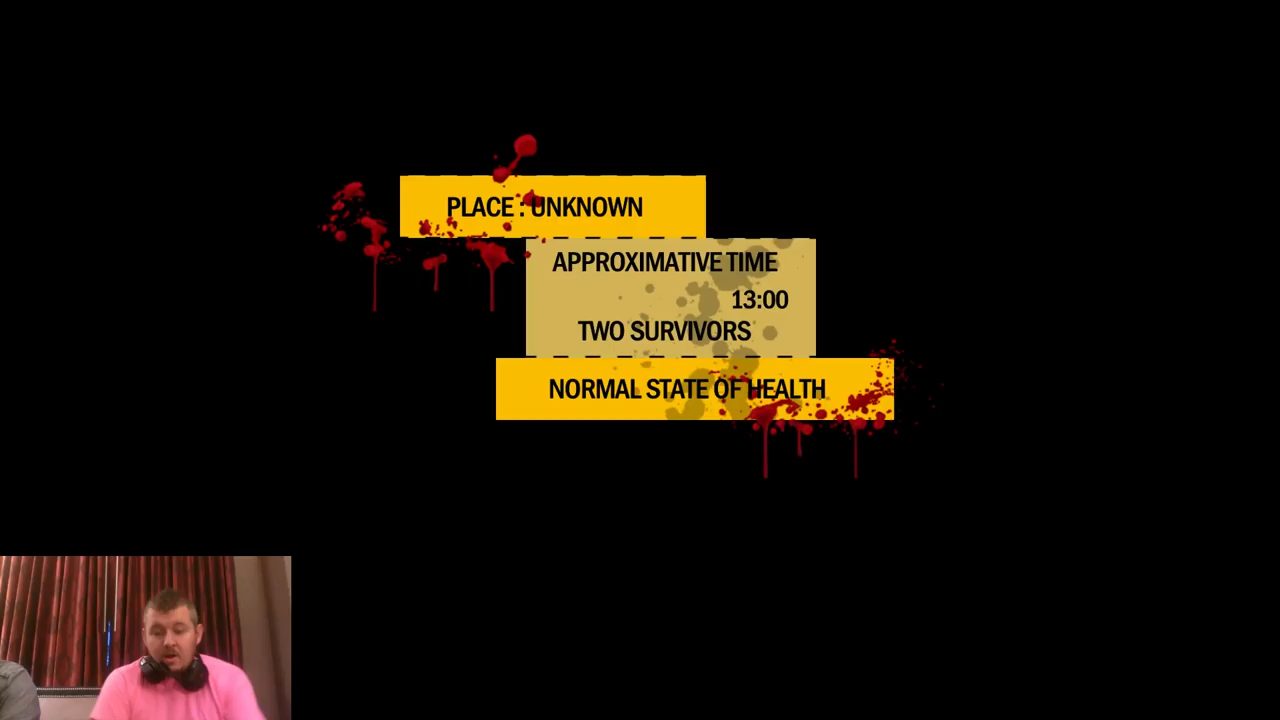 PLACE : UNKNOWN
APPROXIMATIVE TIME
13:00
TWO SURVIVORS
NORMAL STATE OF HEALTH